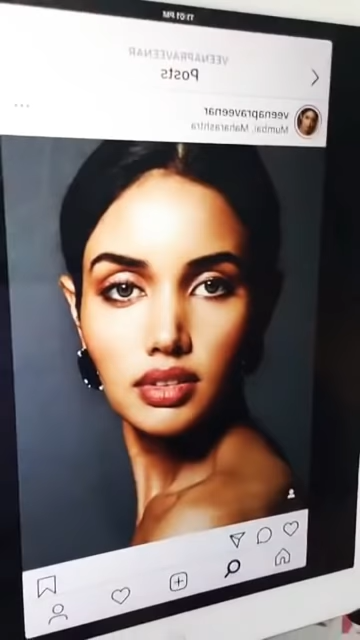 11:01 PM
VEENAPRAVEENAR
Posts
veenapraveenar
Mumbai, Maharashtra